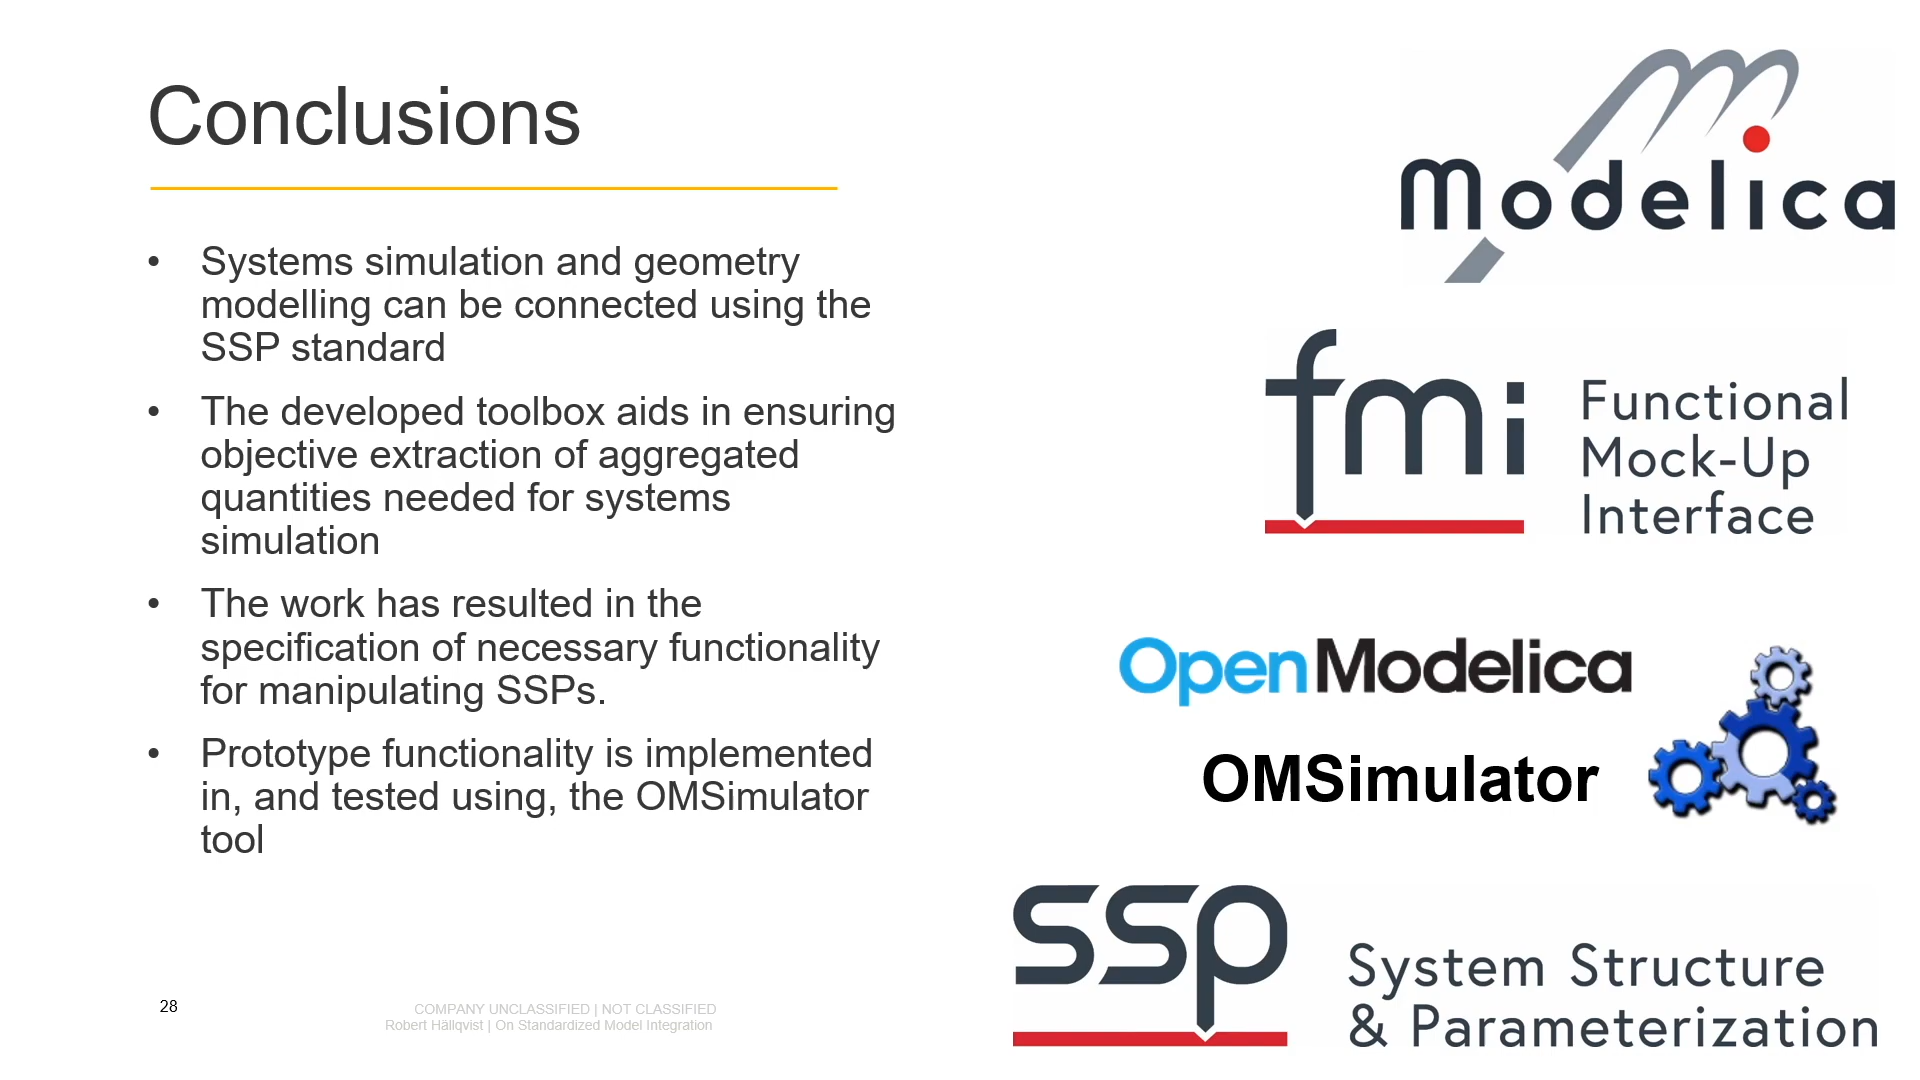 Conclusions
• Systems simulation and geometry
modelling can be connected using the
SSP standard
• The developed toolbox aids in ensuring
objective extraction of aggregated
quantities needed for systems
simulation
• The work has resulted in the
specification of necessary functionality
for manipulating SSPs.
• Prototype functionality is implemented
in, and tested using, the OMSimulator
tool
modelica
fmi
Functional
Mock-Up
Interface
OpenModelica
OMSimulator
ssp
System Structure
& Parameterization
28
COMPANY UNCLASSIFIED | NOT CLASSIFIED
Robert Hällqvist | On Standardized Model Integration